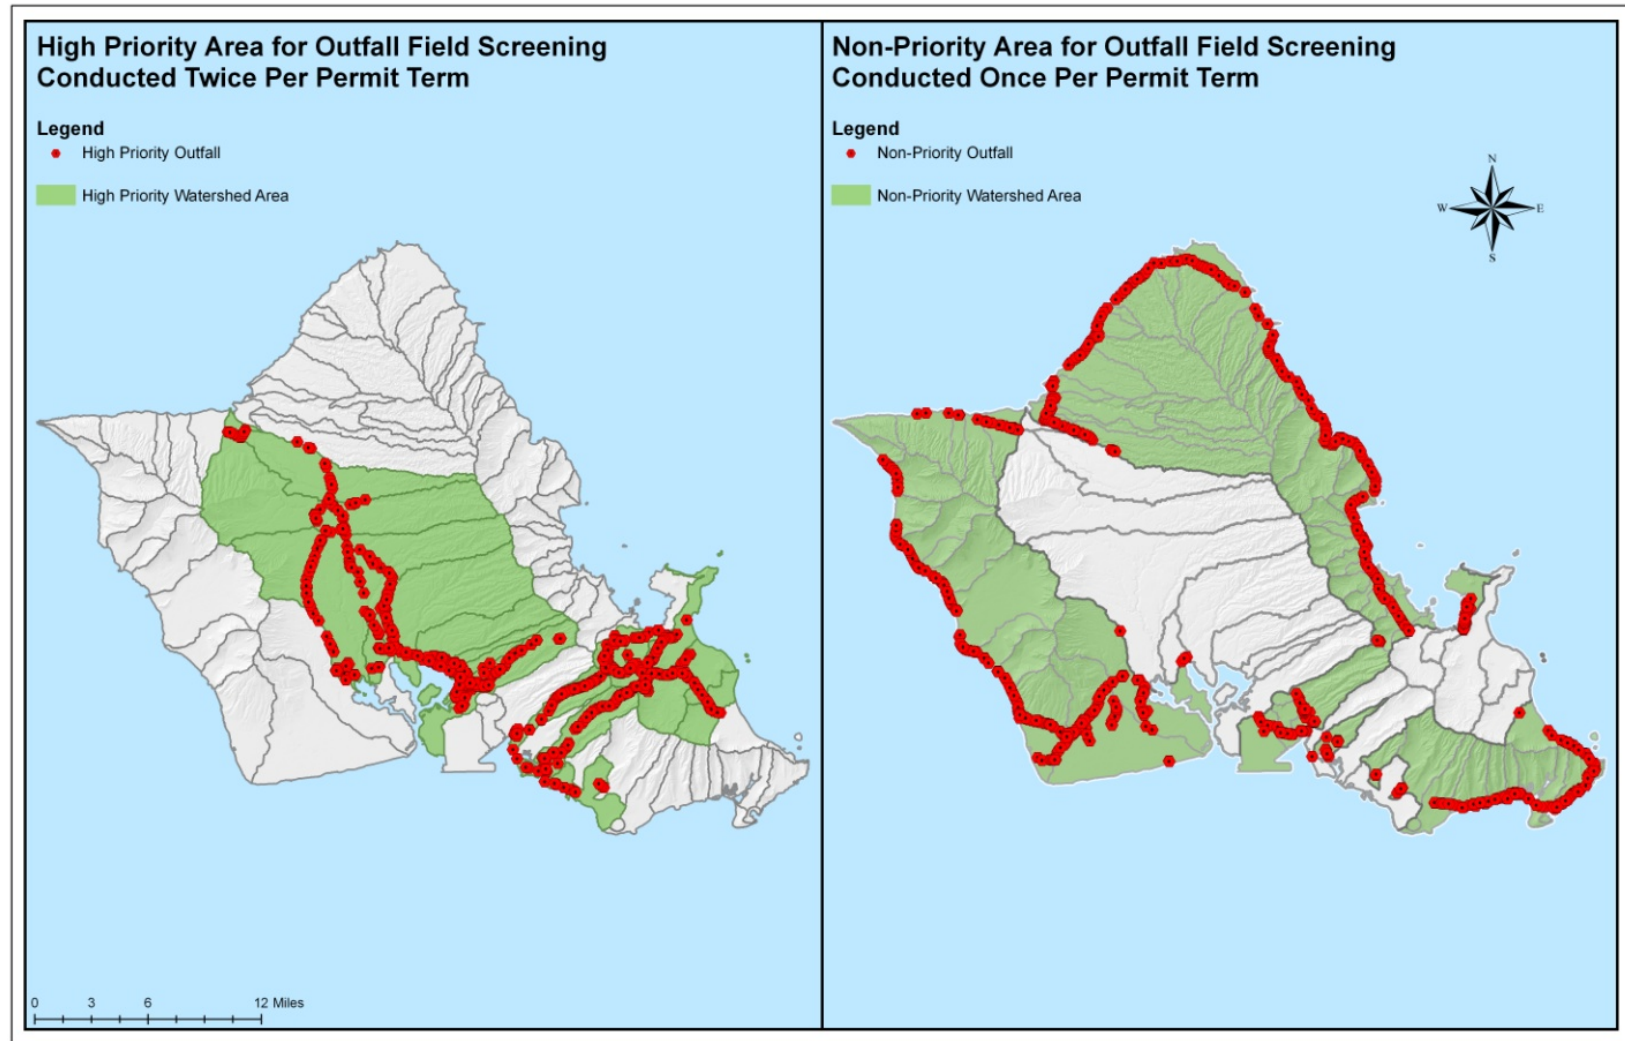 High Priority Area for Outfall Field Screening
Conducted Twice Per Permit Term
Legend
High Priority Outfall
High Priority Watershed Area
0 3 6 12 Miles
Non-Priority Area for Outfall Field Screening
Conducted Once Per Permit Term
Legend
Non-Priority Outfall
Non-Priority Watershed Area
N
W E
S